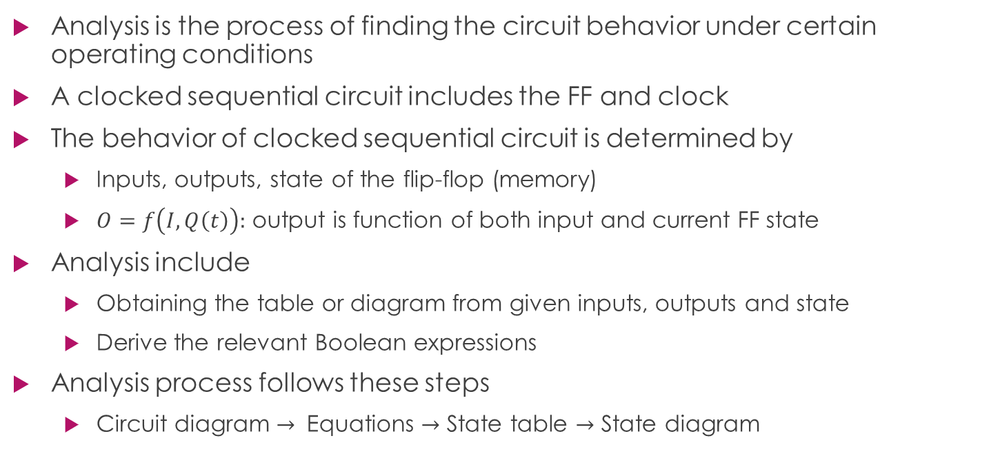 Analysis is the process of finding the circuit behavior under certain
operating conditions
A clocked sequential circuit includes the FF and clock
The behavior of clocked sequential circuit is determined by
Inputs, outputs, state of the flip-flop (memory)
O = f(I, Q(t)): output is function of both input and current FF state
Analysis include
Obtaining the table or diagram from given inputs, outputs and state
Derive the relevant Boolean expressions
Analysis process follows these steps
Circuit diagram → Equations → State table → State diagram